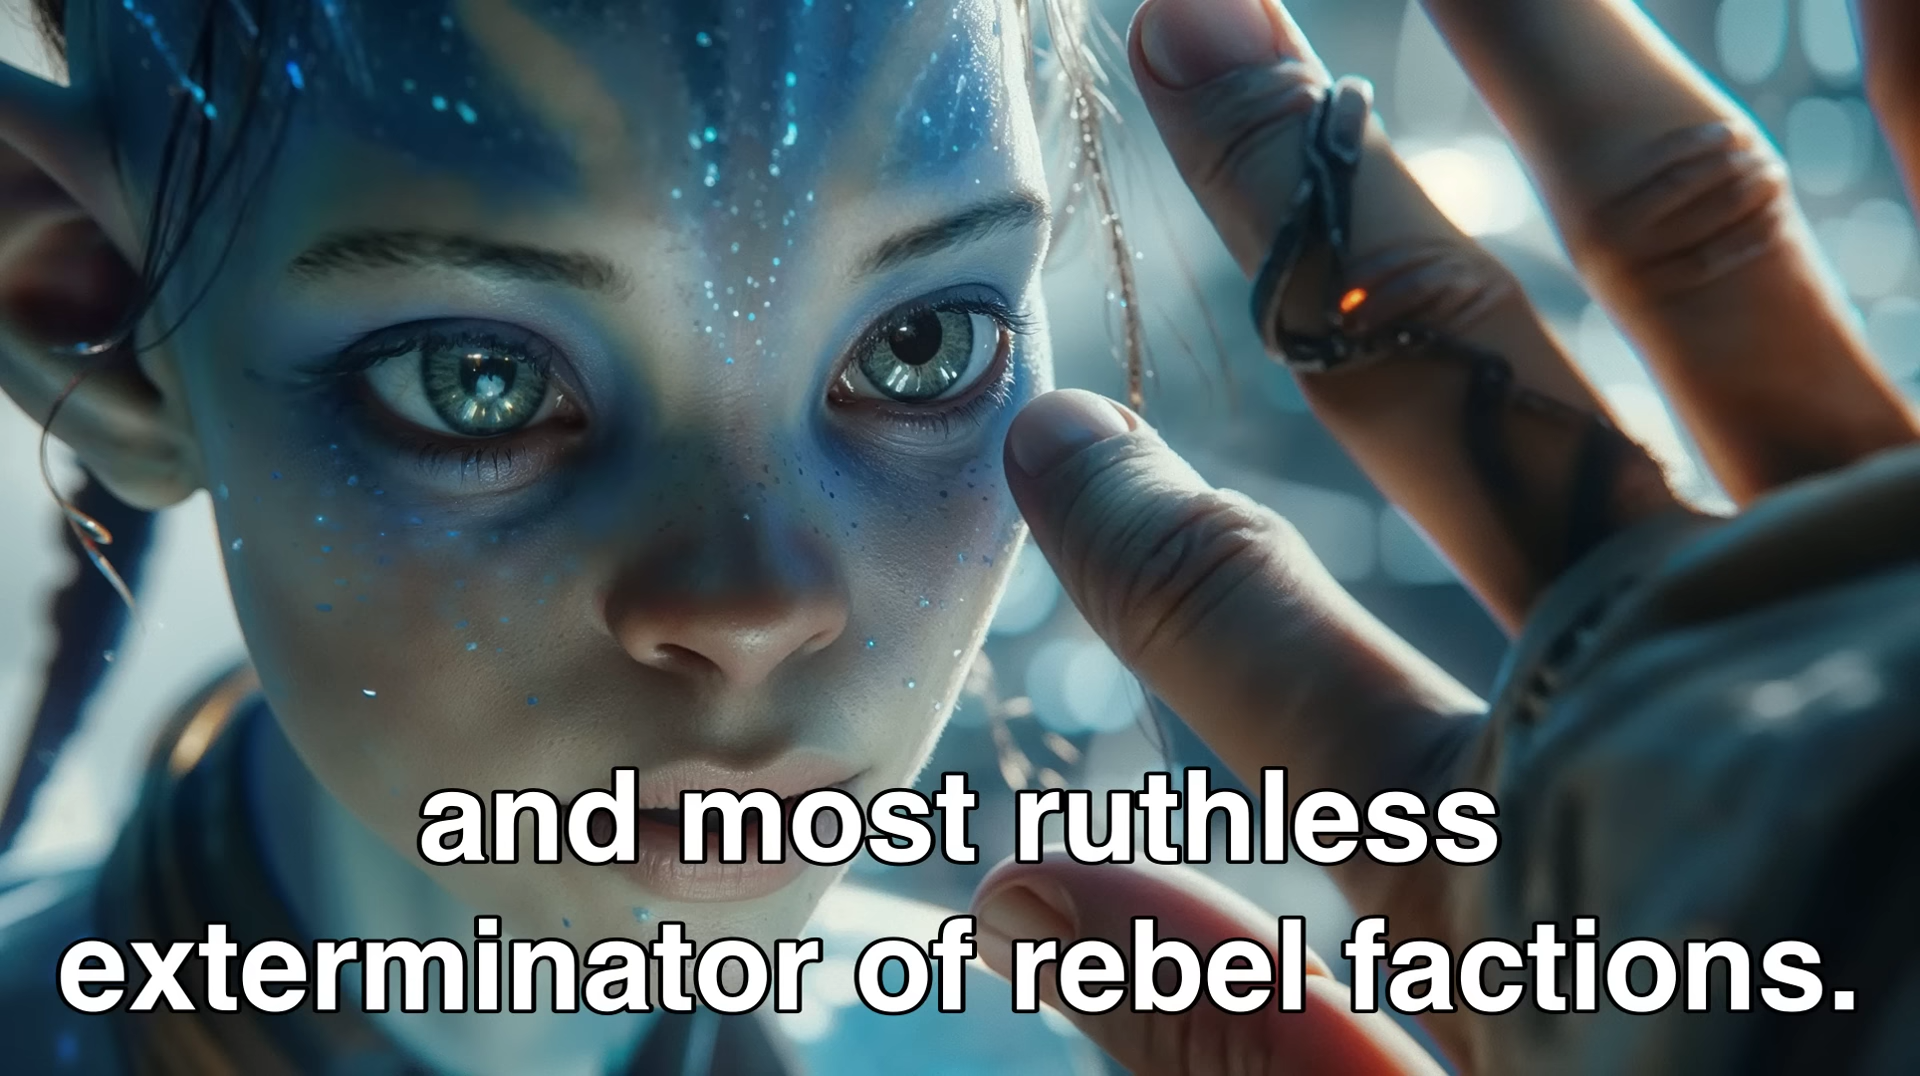 and most ruthless
exterminator of rebel factions.